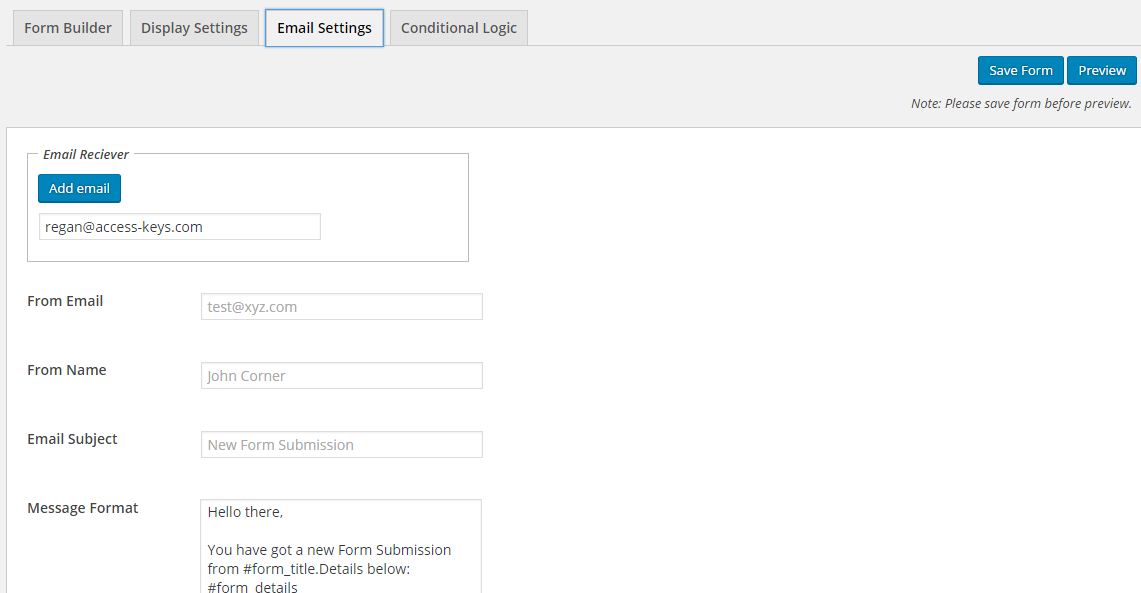 Form Builder Display Settings Email Settings Conditional Logic
Save Form Preview
Note: Please save form before preview.
Email Reciever
Add email
regan@access-keys.com
From Email test@xyz.com
From Name John Corner
Email Subject New Form Submission
Message Format Hello there,
You have got a new Form Submission
from #form_title.Details below:
#form_details